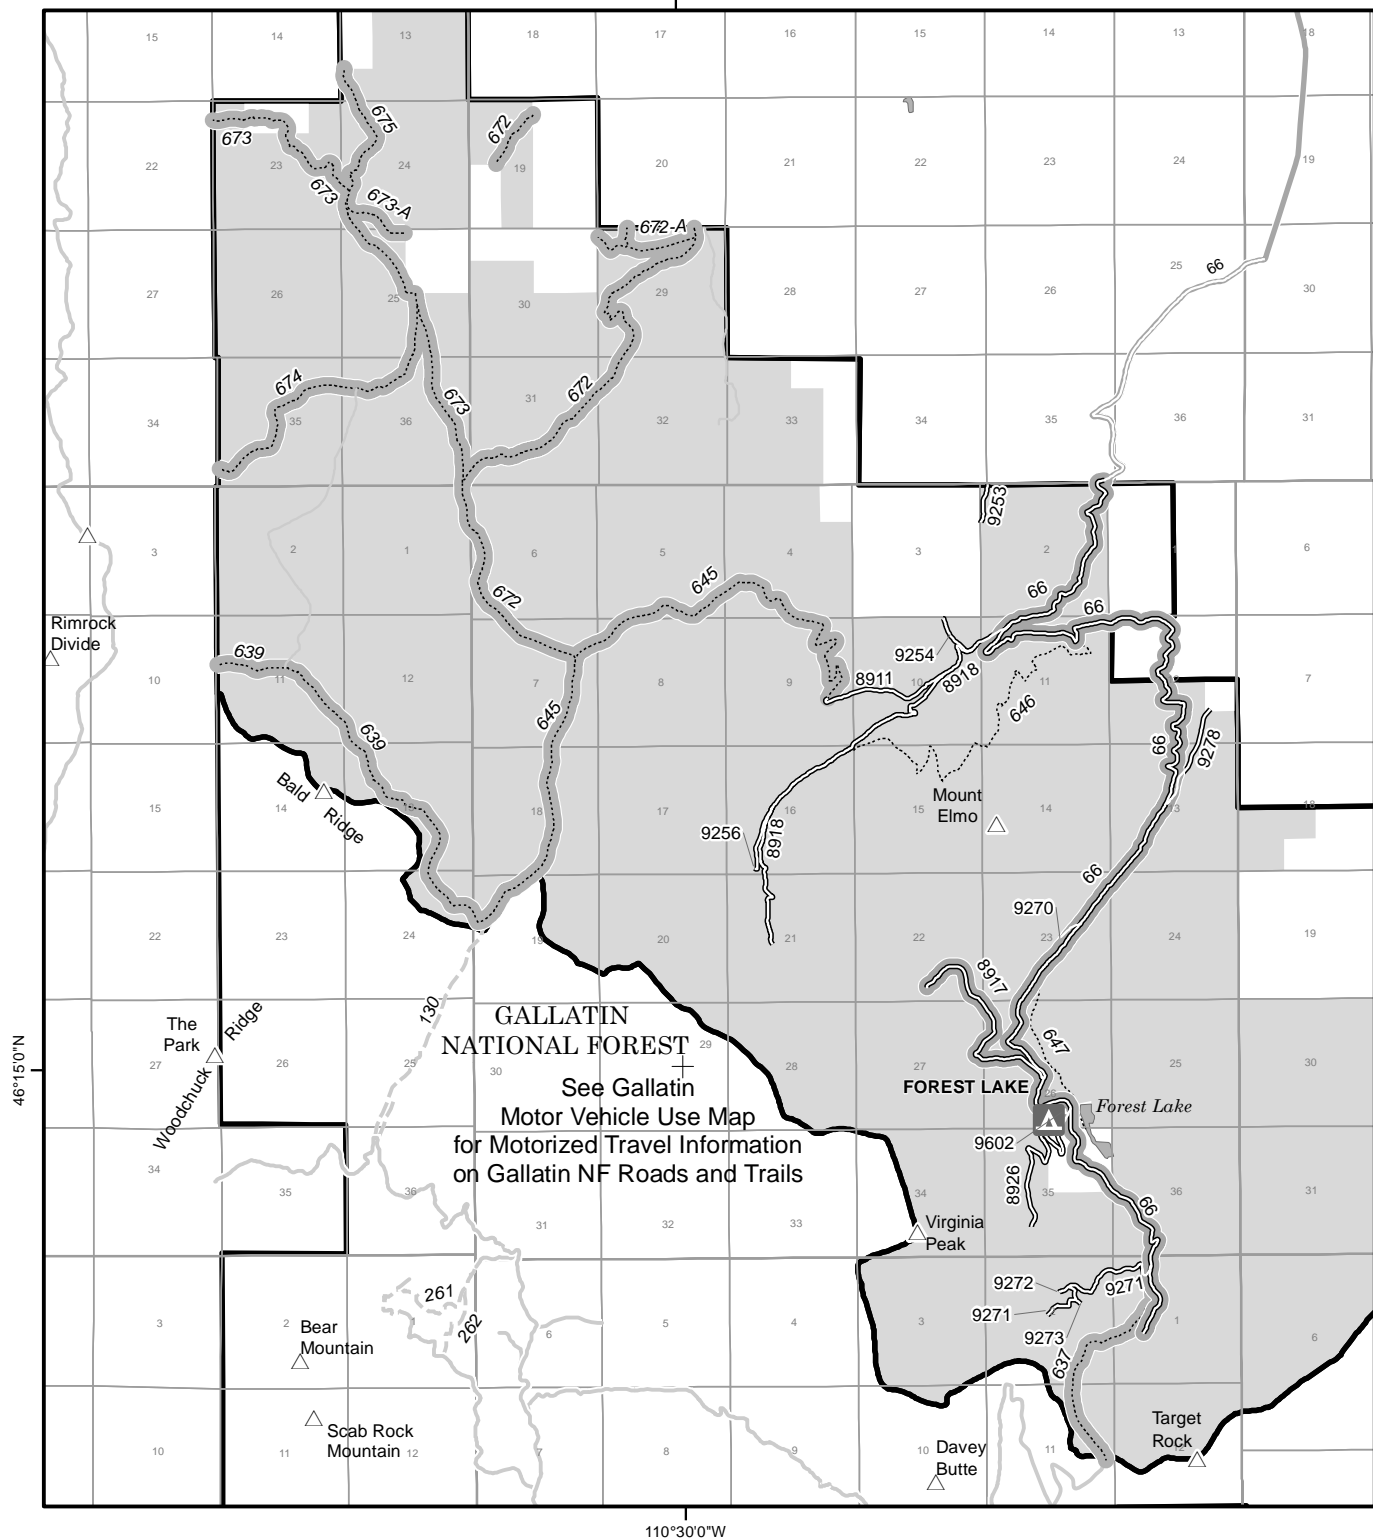 15 14 13 18 17 16 15 14 13 18
675
673
672
22 23 24 19 20 21 22 23 24 19
673
673-A
672-A
66
27 26 25 30 29 28 27 26 25 30
674
673
672
34 35 36 31 32 33 34 35 36 31
9253
3 2 1 6 5 4 3 2 6
645
672
66
66
Rimrock
Divide
639
9254
8918
8911
10 11 12 7 8 9 10 11 7
646
645
639
66
9278
Bald
Ridge
15 14 18 17 16 15 14 13 18
Mount
Elmo
9256
8918
66
9270
22 23 24 19 20 21 22 23 24 19
8917
130
The
Park
Ridge
Woodchuck
GALLATIN
NATIONAL FOREST
647
46°15'0"N
27 26 25 30 29 28 27 25 30
See Gallatin
Motor Vehicle Use Map
for Motorized Travel Information
on Gallatin NF Roads and Trails
FOREST LAKE
Forest Lake
9602
8926
34 35 36 31 32 33 34 35 36 31
66
Virginia
Peak
261
262
9272
9271
9271
9273
3 2 1 6 5 4 3 1 6
Bear
Mountain
637
Scab Rock
Mountain
Target
Rock
Davey
Butte
10 11 12 7 8 9 10 11 12
110°30'0"W